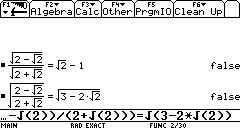 F1 F2▾ F3▾ F4▾ F5 F6▾
Algebra Calc Other PrgmIO Clean Up
▪ √((2 - √2)/(2 + √2)) = √2 - 1 false
▪ √((2 - √2)/(2 + √2)) = √(3 - 2·√2) false
…-√(2))/(2+√(2)))=√(3-2*√(2))
MAIN RAD EXACT FUNC 2/30